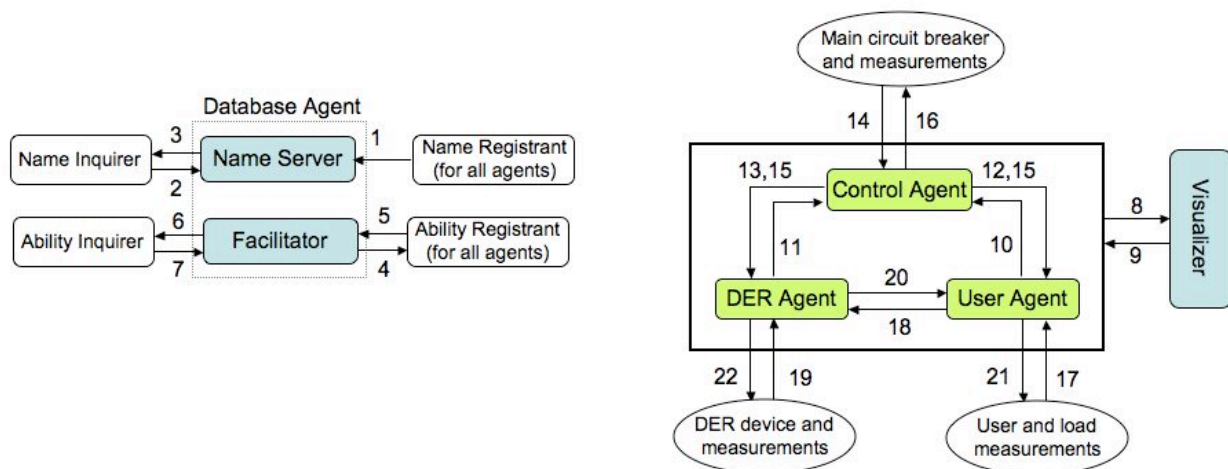 Database Agent
Name Inquirer
3
2
Name Server
1
Name Registrant
(for all agents)
Ability Inquirer
6
7
Facilitator
5
4
Ability Registrant
(for all agents)
Main circuit breaker
and measurements
14
16
13,15
Control Agent
12,15
11
10
DER Agent
20
18
User Agent
8
9
Visualizer
22
19
21
17
DER device and
measurements
User and load
measurements